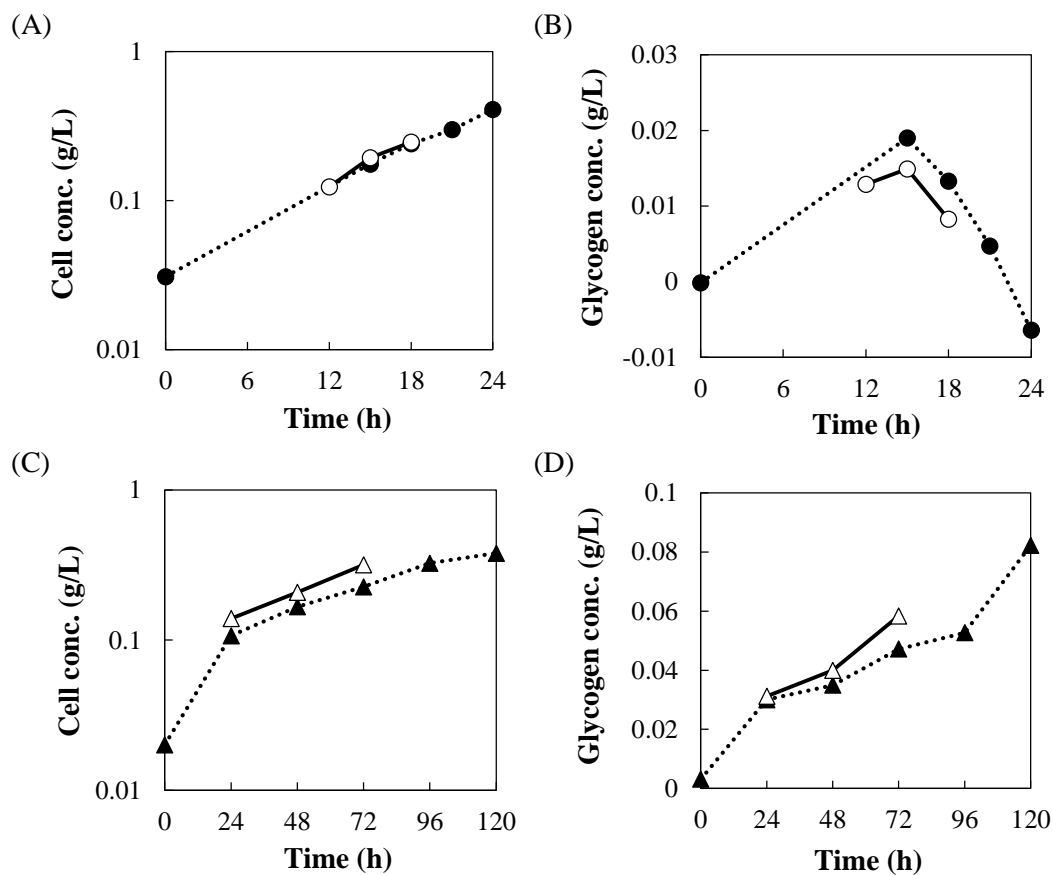 (A)
1
0.1
0.01
Cell conc. (g/L)
0 6 12 18 24
Time (h)
(B)
0.03
0.02
0.01
0
-0.01
Glycogen conc. (g/L)
0 6 12 18 24
Time (h)
(C)
1
0.1
0.01
Cell conc. (g/L)
0 24 48 72 96 120
Time (h)
(D)
0.1
0.08
0.06
0.04
0.02
0
Glycogen conc. (g/L)
0 24 48 72 96 120
Time (h)